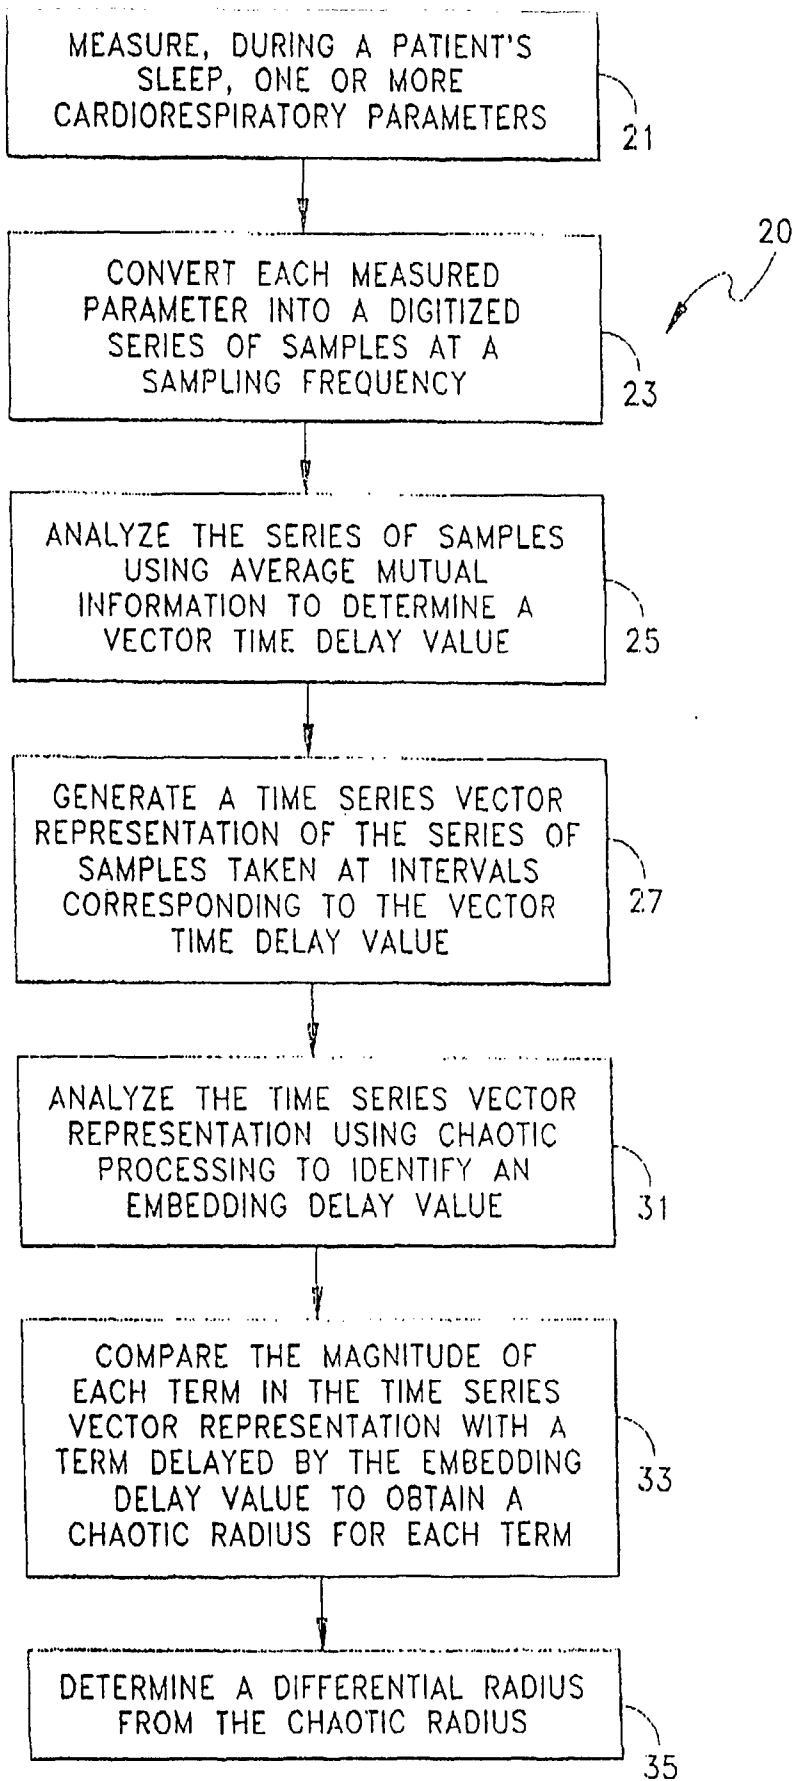 MEASURE, DURING A PATIENT'S
SLEEP, ONE OR MORE
CARDIORESPIRATORY PARAMETERS
21
20
CONVERT EACH MEASURED
PARAMETER INTO A DIGITIZED
SERIES OF SAMPLES AT A
SAMPLING FREQUENCY
23
ANALYZE THE SERIES OF SAMPLES
USING AVERAGE MUTUAL
INFORMATION TO DETERMINE A
VECTOR TIME DELAY VALUE
25
GENERATE A TIME SERIES VECTOR
REPRESENTATION OF THE SERIES OF
SAMPLES TAKEN AT INTERVALS
CORRESPONDING TO THE VECTOR
TIME DELAY VALUE
27
ANALYZE THE TIME SERIES VECTOR
REPRESENTATION USING CHAOTIC
PROCESSING TO IDENTIFY AN
EMBEDDING DELAY VALUE
31
COMPARE THE MAGNITUDE OF
EACH TERM IN THE TIME SERIES
VECTOR REPRESENTATION WITH A
TERM DELAYED BY THE EMBEDDING
DELAY VALUE TO OBTAIN A
CHAOTIC RADIUS FOR EACH TERM
33
DETERMINE A DIFFERENTIAL RADIUS
FROM THE CHAOTIC RADIUS
35